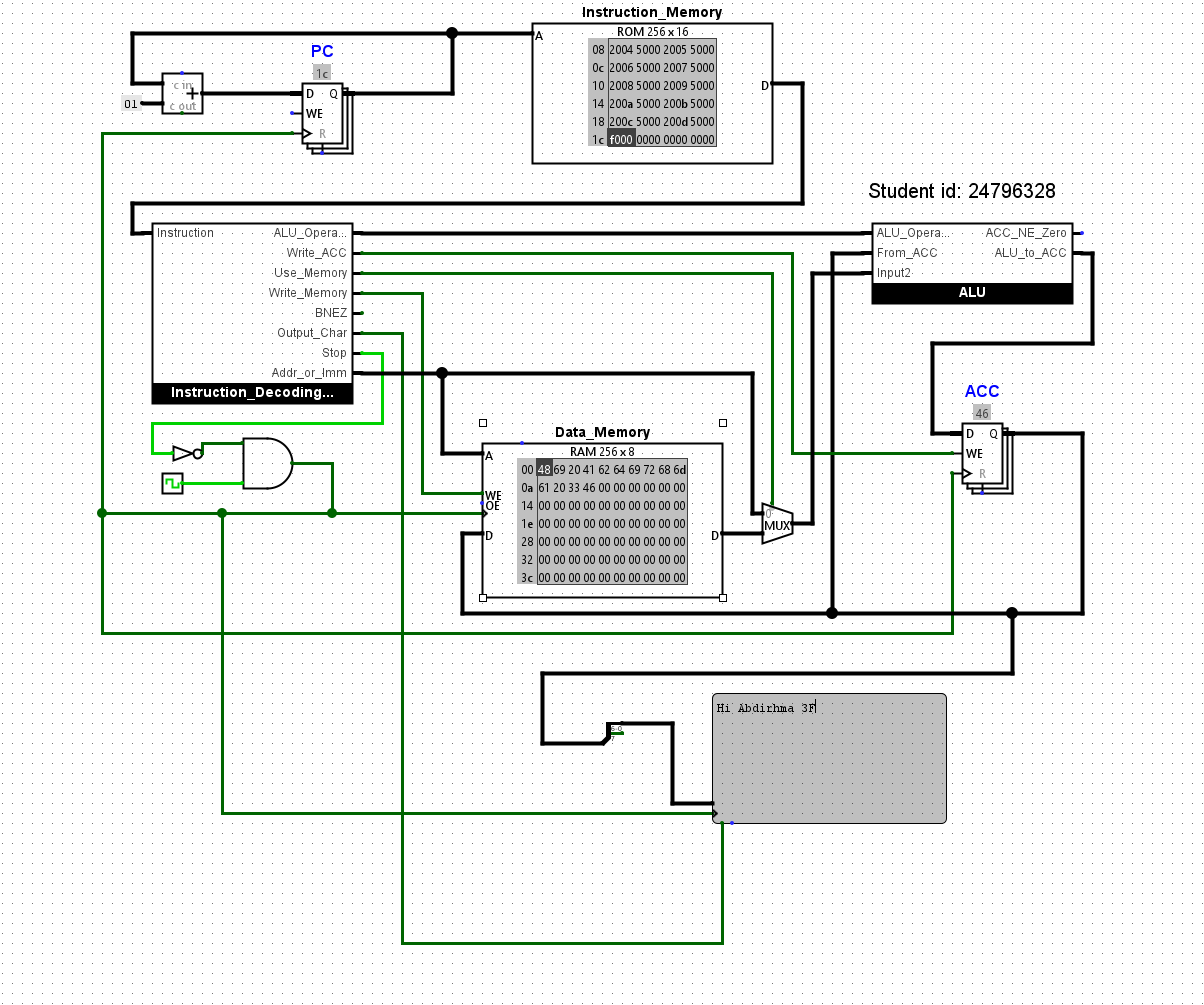 Instruction_Memory
ROM 256 x 16
A
08 2004 5000 2005 5000
0c 2006 5000 2007 5000
10 2008 5000 2009 5000
14 200a 5000 200b 5000
18 200c 5000 200d 5000
1c f000 0000 0000 0000
D
PC
1c
c in
+
c out
01
D Q
WE
R
Student id: 24796328
Instruction
ALU_Opera...
Write_ACC
Use_Memory
Write_Memory
BNEZ
Output_Char
Stop
Addr_or_Imm
Instruction_Decoding...
ALU_Opera... ACC_NE_Zero
From_ACC ALU_to_ACC
Input2
ALU
ACC
46
D Q
WE
R
Data_Memory
RAM 256 x 8
A
WE
OE
D
00 48 69 20 41 62 64 69 72 68 6d
0a 61 20 33 46 00 00 00 00 00 00
14 00 00 00 00 00 00 00 00 00 00
1e 00 00 00 00 00 00 00 00 00 00
28 00 00 00 00 00 00 00 00 00 00
32 00 00 00 00 00 00 00 00 00 00
3c 00 00 00 00 00 00 00 00 00 00
D
0
MUX
Hi Abdirhma 3F